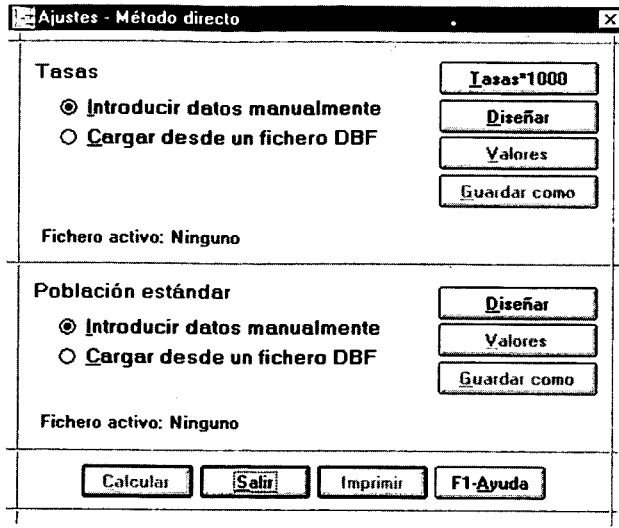 Ajustes - Método directo
Tasas
Introducir datos manualmente
Cargar desde un fichero DBF
Tasas*1000
Diseñar
Valores
Guardar como
Fichero activo: Ninguno
Población estándar
Introducir datos manualmente
Cargar desde un fichero DBF
Diseñar
Valores
Guardar como
Fichero activo: Ninguno
Calcular Salir Imprimir F1-Ayuda